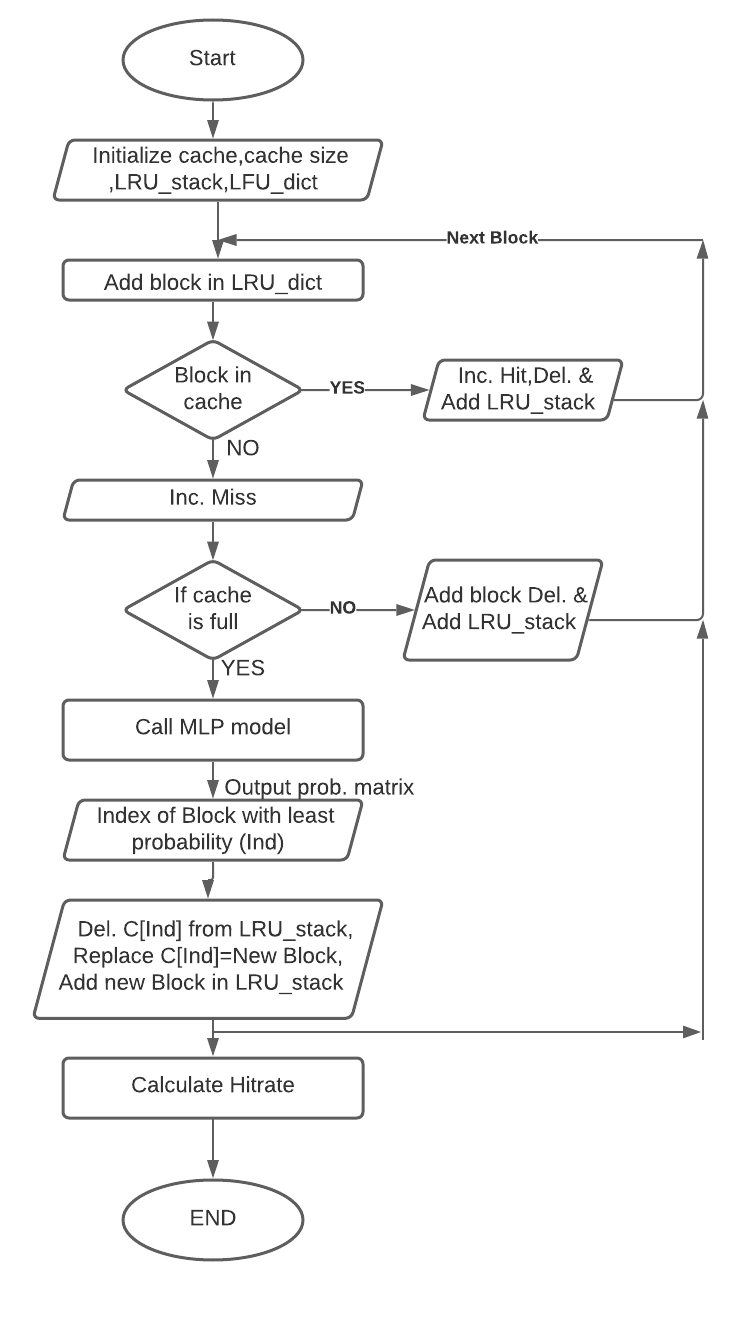 Start
Initialize cache,cache size
,LRU_stack,LFU_dict
Next Block
Add block in LRU_dict
Block in
cache
YES
Inc. Hit,Del. &
Add LRU_stack
NO
Inc. Miss
If cache
is full
NO
Add block Del. &
Add LRU_stack
YES
Call MLP model
Output prob. matrix
Index of Block with least
probability (Ind)
Del. C[Ind] from LRU_stack,
Replace C[Ind]=New Block,
Add new Block in LRU_stack
Calculate Hitrate
END